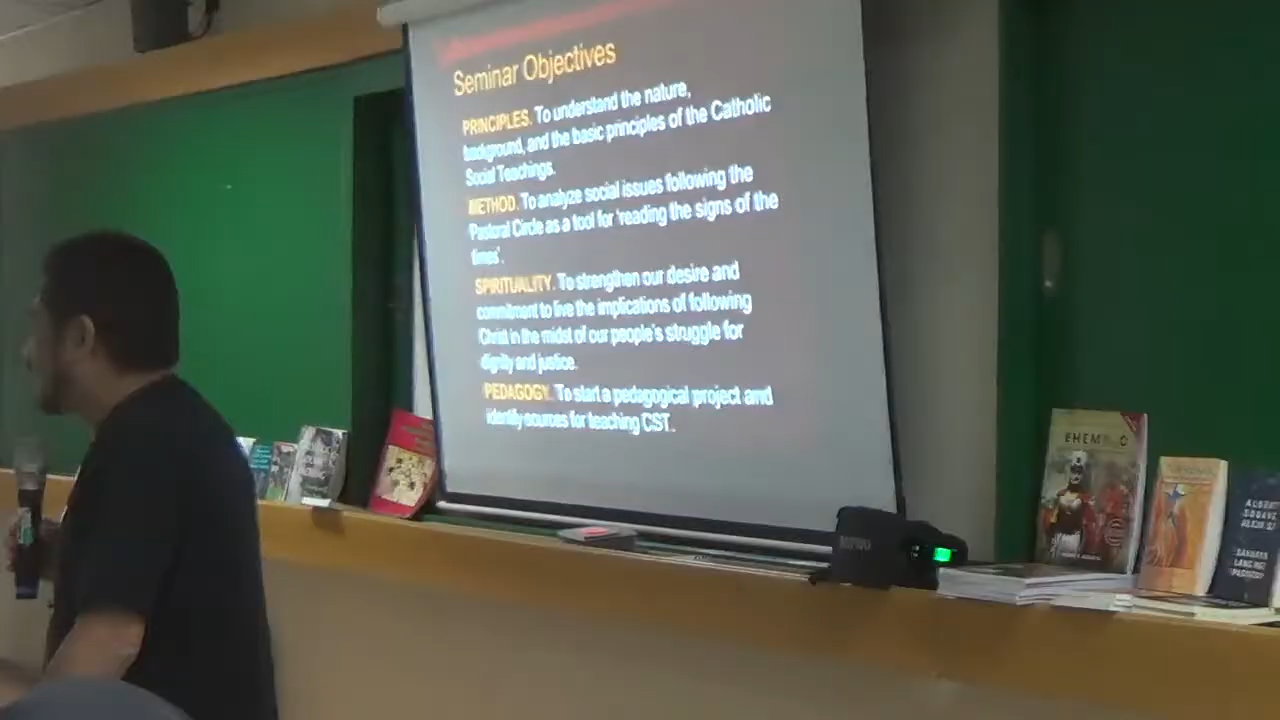 Seminar Objectives
PRINCIPLES. To understand the nature,
background, and the basic principles of the Catholic
Social Teachings.
METHOD. To analyze social issues following the
'Pastoral Circle as a tool for 'reading the signs of the
times'.
SPIRITUALITY. To strengthen our desire and
commitment to live the implications of following
Christ in the midst of our people's struggle for
dignity and justice.
PEDAGOGY. To start a pedagogical project and
identify sources for teaching CST.